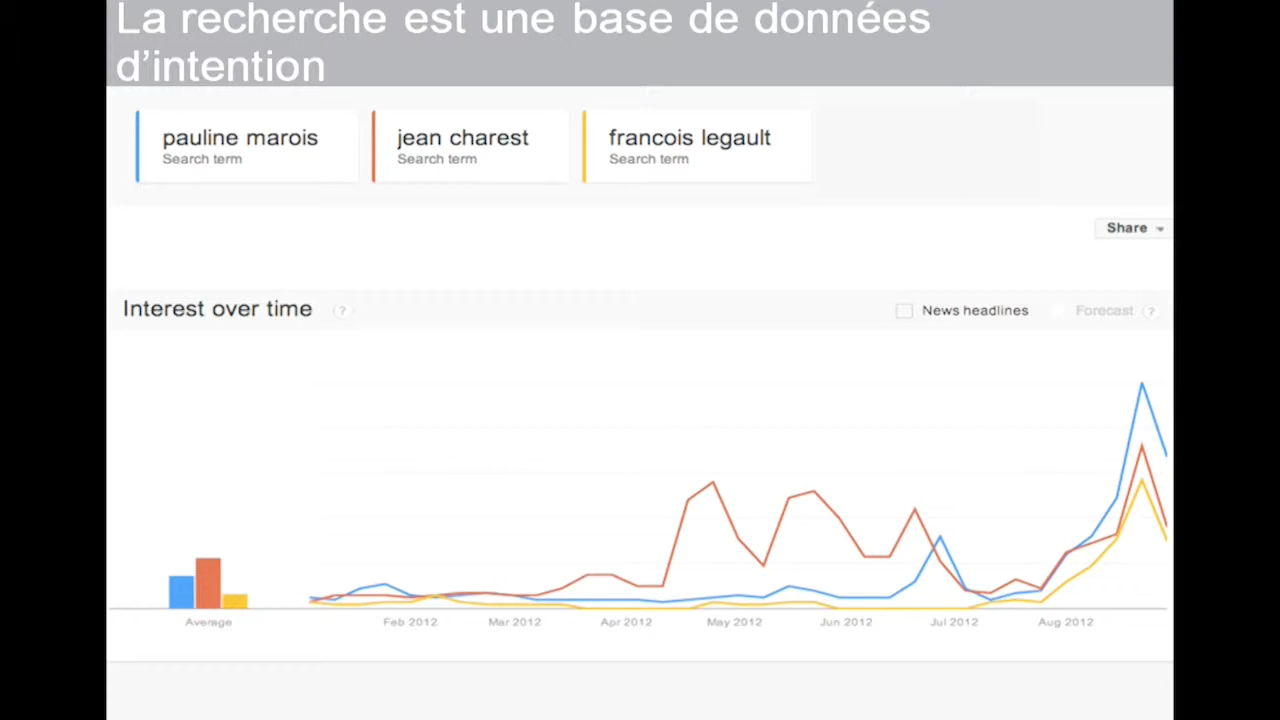 La recherche est une base de données
d’intention
pauline marois
Search term
jean charest
Search term
francois legault
Search term
Share
Interest over time ?
News headlines
Forecast ?
Average
Feb 2012
Mar 2012
Apr 2012
May 2012
Jun 2012
Jul 2012
Aug 2012